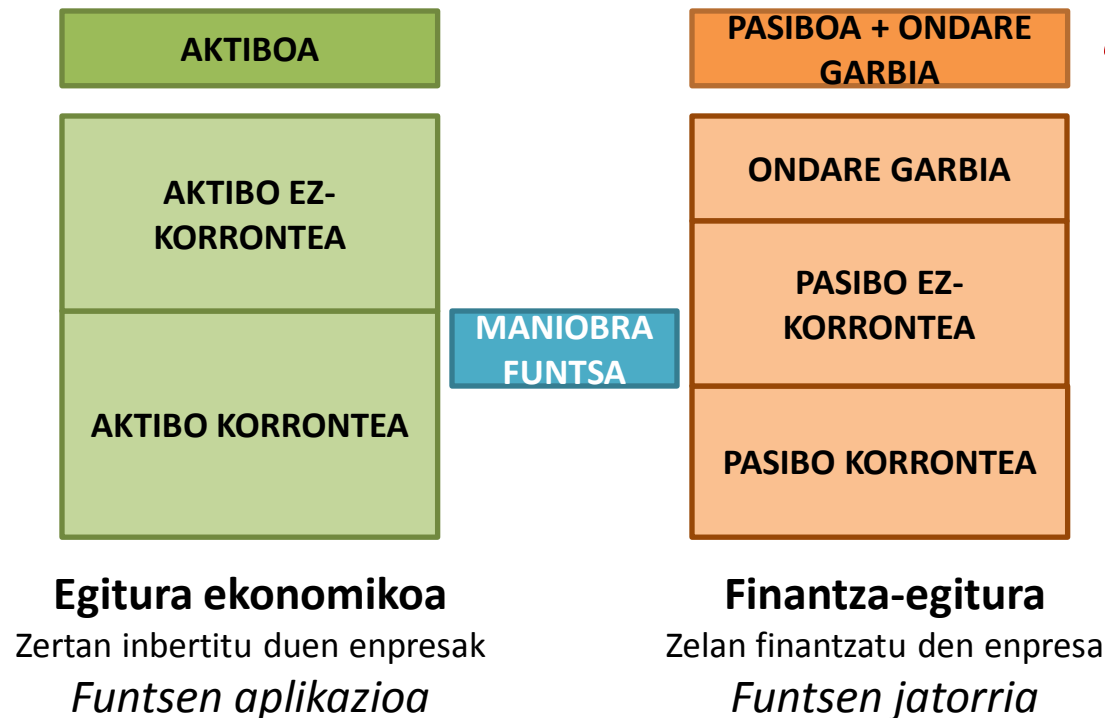 AKTIBOA
PASIBOA + ONDARE
GARBIA
AKTIBO EZ-
KORRONTEA
AKTIBO KORRONTEA
MANIOBRA
FUNTSA
ONDARE GARBIA
PASIBO EZ-
KORRONTEA
PASIBO KORRONTEA
Egitura ekonomikoa
Zertan inbertitu duen enpresak
Funtsen aplikazioa
Finantza-egitura
Zelan finantzatu den enpresa
Funtsen jatorria